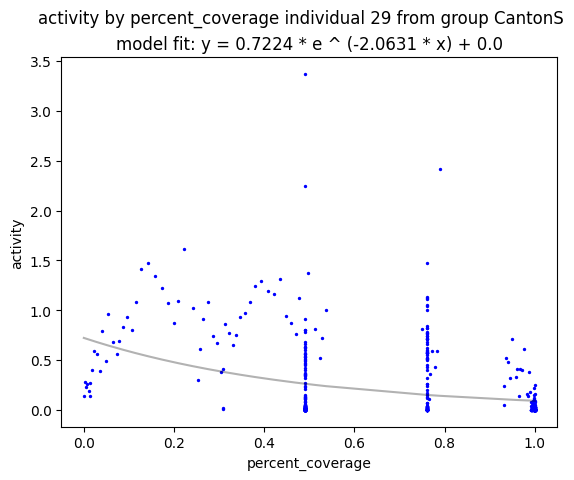 activity by percent_coverage individual 29 from group CantonS
model fit: y = 0.7224 * e ^ (-2.0631 * x) + 0.0
3.5
3.0
2.5
2.0
1.5
1.0
0.5
0.0
activity
0.0 0.2 0.4 0.6 0.8 1.0
percent_coverage